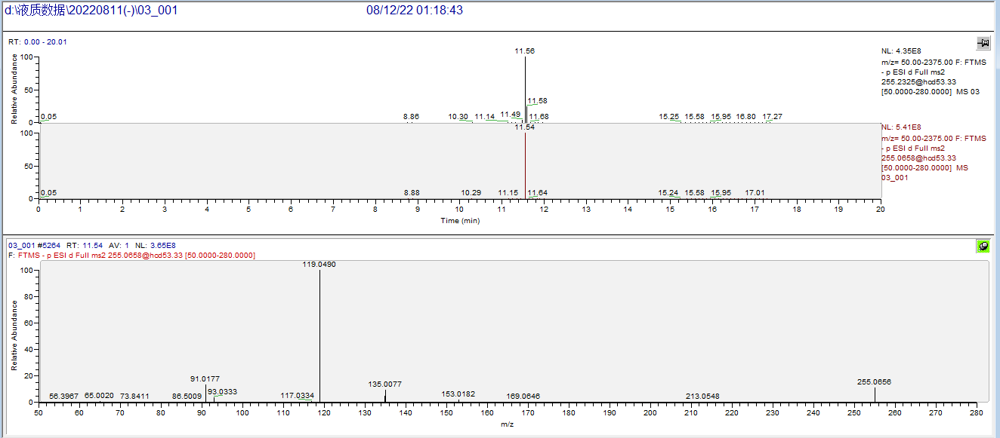 d:\液质数据\20220811(-)\03_001 08/12/22 01:18:43
RT: 0.00 - 20.01
NL: 4.35E8
m/z= 50.00-2375.00 F: FTMS
- p ESI d Full ms2
255.2325@hcd53.33
[50.0000-280.0000] MS 03
Relative Abundance
100
50
0
0.05 8.86 10.30 11.14 11.49 11.56 11.58 11.68 15.25 15.58 15.95 16.80 17.27
NL: 5.41E8
m/z= 50.00-2375.00 F: FTMS
- p ESI d Full ms2
255.0658@hcd53.33
[50.0000-280.0000] MS
03_001
100
50
0
0.05 8.88 10.29 11.15 11.54 11.64 15.24 15.58 15.95 17.01
0 1 2 3 4 5 6 7 8 9 10 11 12 13 14 15 16 17 18 19 20
Time (min)
03_001 #5264 RT: 11.54 AV: 1 NL: 3.65E8
F: FTMS - p ESI d Full ms2 255.0658@hcd53.33 [50.0000-280.0000]
Relative Abundance
100
80
60
40
20
0
119.0490
91.0177
135.0077
255.0656
56.3967 65.0020 73.8411 86.5009 93.0333 117.0334 153.0182 169.0646 213.0548
50 60 70 80 90 100 110 120 130 140 150 160 170 180 190 200 210 220 230 240 250 260 270 280
m/z